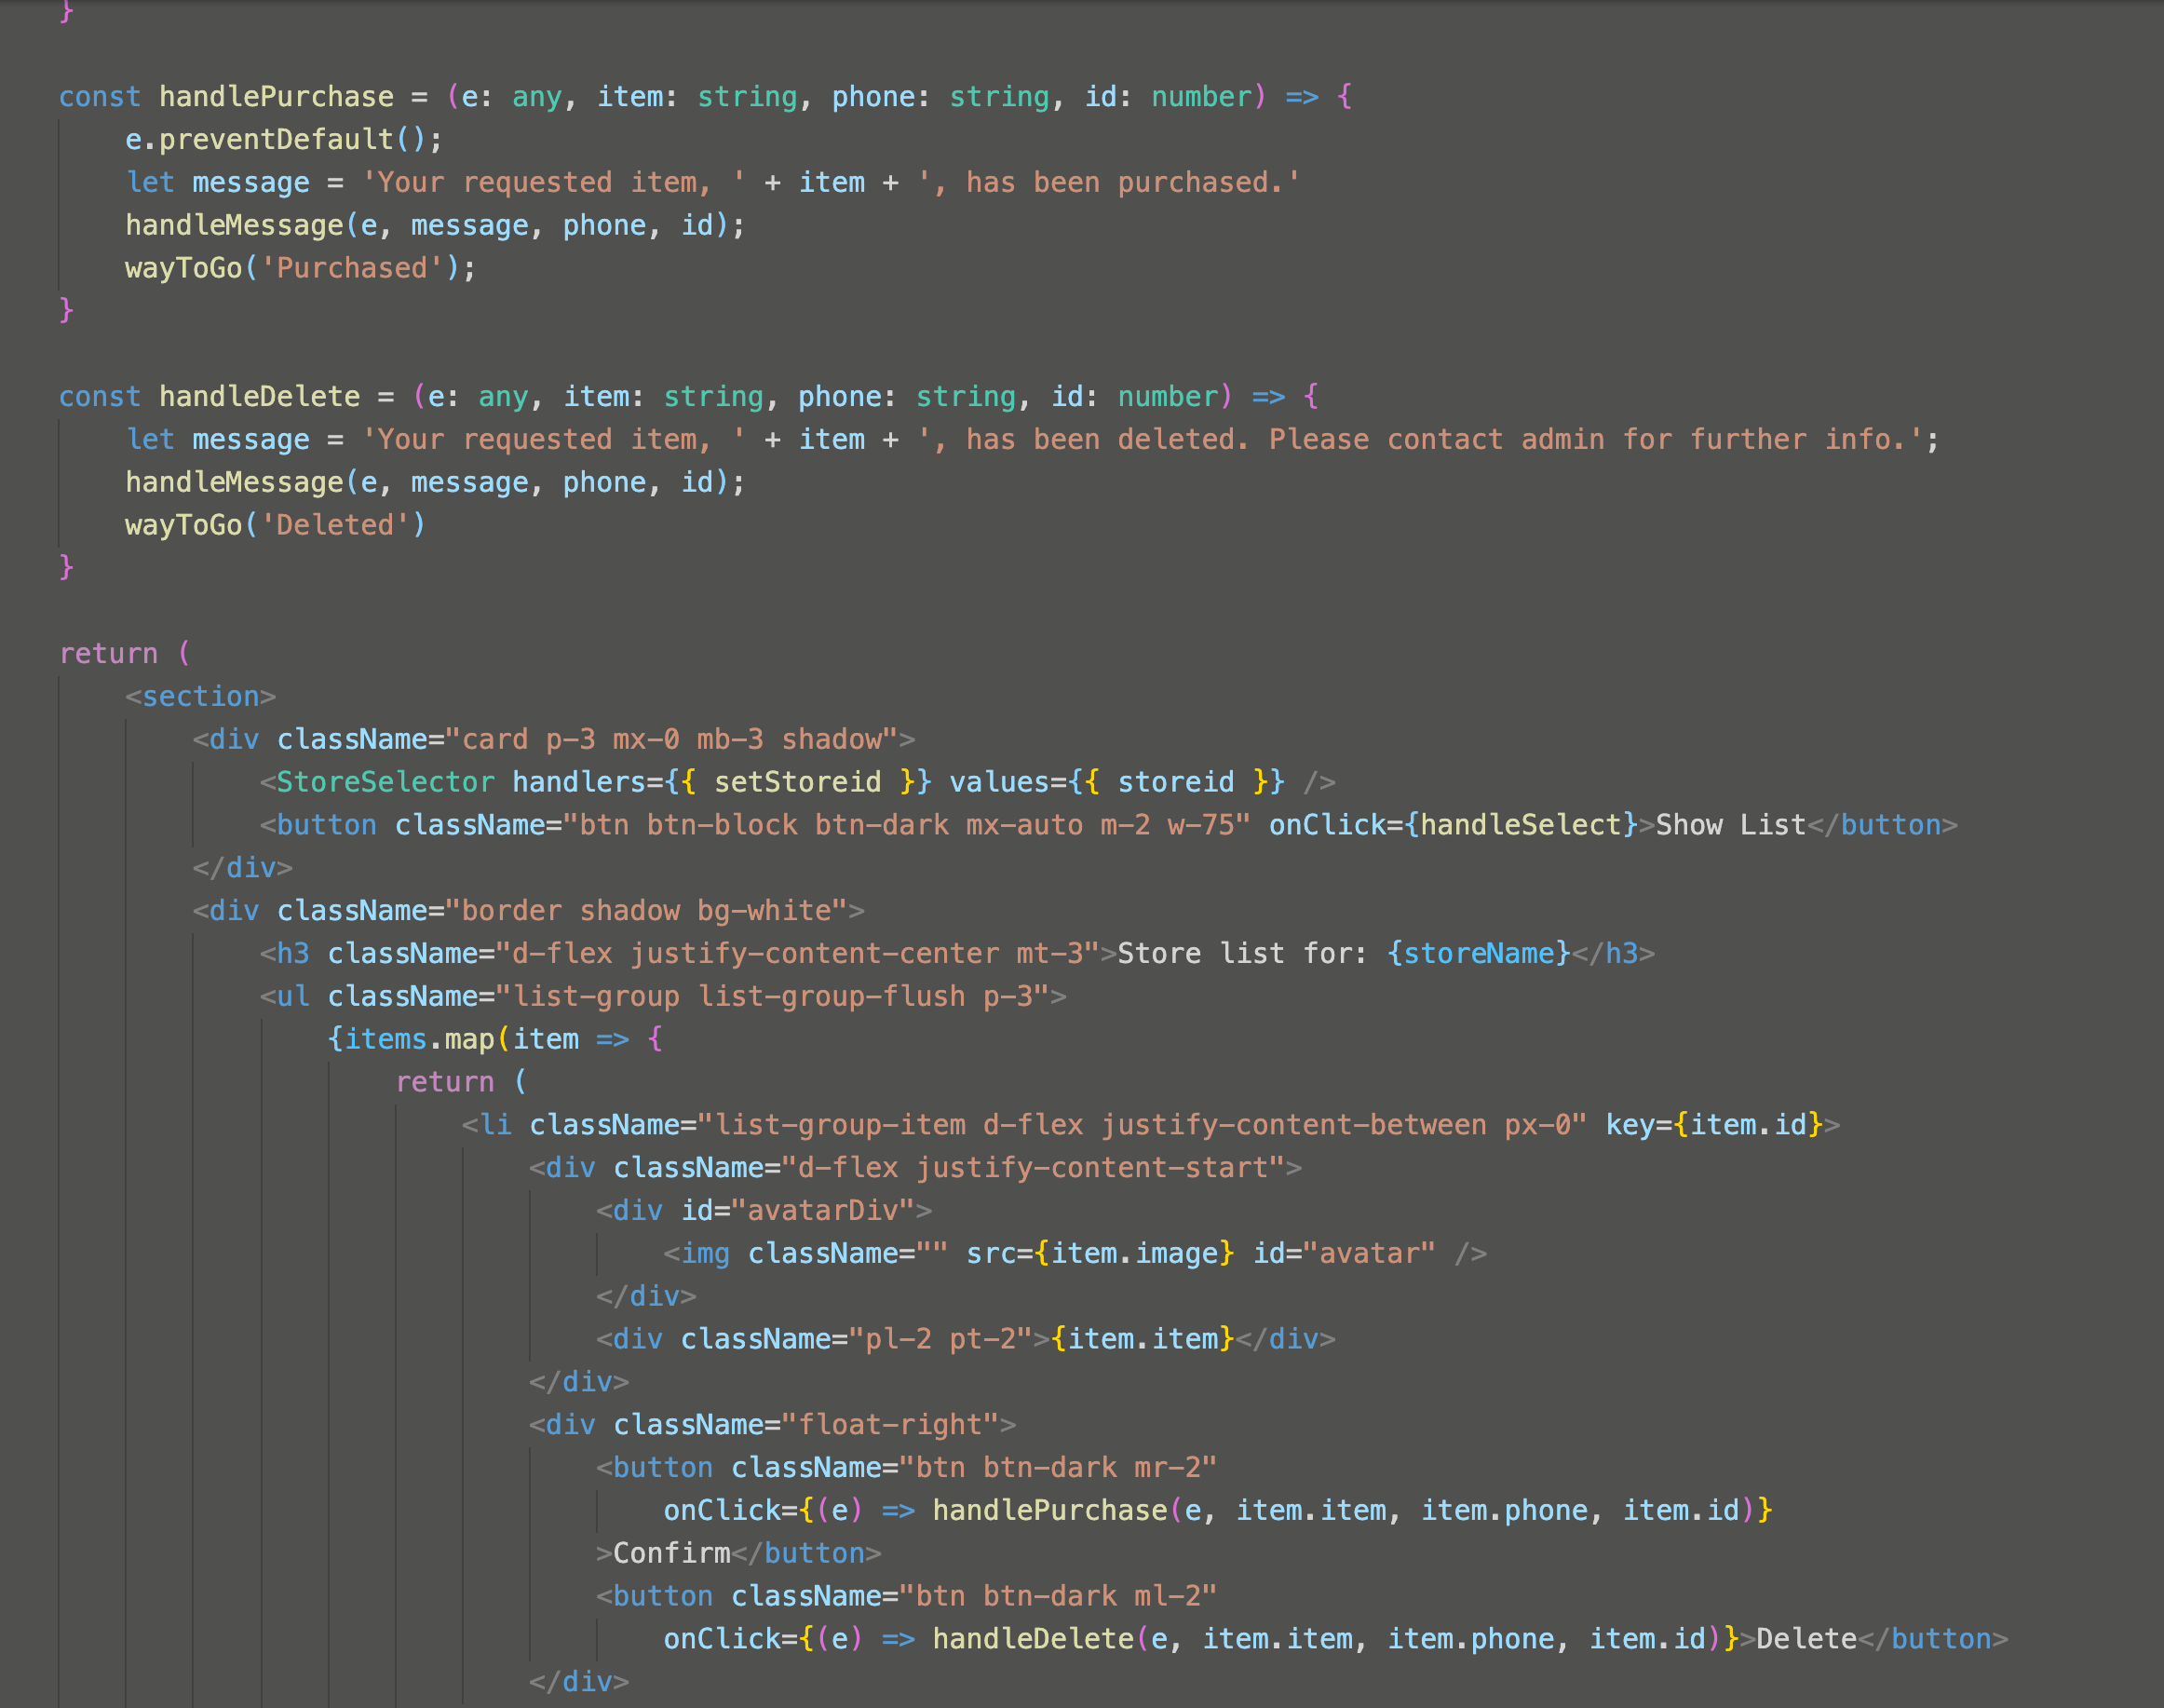 }
const handlePurchase = (e: any, item: string, phone: string, id: number) => {
e.preventDefault();
let message = 'Your requested item, ' + item + ', has been purchased.'
handleMessage(e, message, phone, id);
wayToGo('Purchased');
}
const handleDelete = (e: any, item: string, phone: string, id: number) => {
let message = 'Your requested item, ' + item + ', has been deleted. Please contact admin for further info.';
handleMessage(e, message, phone, id);
wayToGo('Deleted')
}
return (
<section>
<div className="card p-3 mx-0 mb-3 shadow">
<StoreSelector handlers={{ setStoreid }} values={{ storeid }} />
<button className="btn btn-block btn-dark mx-auto m-2 w-75" onClick={handleSelect}>Show List</button>
</div>
<div className="border shadow bg-white">
<h3 className="d-flex justify-content-center mt-3">Store list for: {storeName}</h3>
<ul className="list-group list-group-flush p-3">
{items.map(item => {
return (
<li className="list-group-item d-flex justify-content-between px-0" key={item.id}>
<div className="d-flex justify-content-start">
<div id="avatarDiv">
<img className="" src={item.image} id="avatar" />
</div>
<div className="pl-2 pt-2">{item.item}</div>
</div>
<div className="float-right">
<button className="btn btn-dark mr-2"
onClick={(e) => handlePurchase(e, item.item, item.phone, item.id)}
>Confirm</button>
<button className="btn btn-dark ml-2"
onClick={(e) => handleDelete(e, item.item, item.phone, item.id)}>Delete</button>
</div>